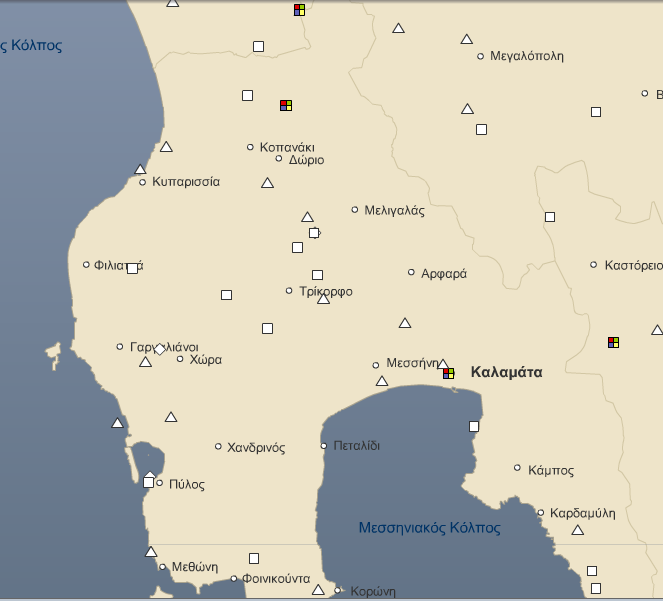 ς Κόλπος
Μεγαλόπολη
Β
Κοπανάκι
Δώριο
Κυπαρισσία
Μελιγαλάς
Φιλιατρά
Αρφαρά
Καστόρειο
Τρίκορφο
Γαργαλιάνοι
Χώρα
Μεσσήνη
Καλαμάτα
Χανδρινός
Πεταλίδι
Κάμπος
Πύλος
Καρδαμύλη
Μεσσηνιακός Κόλπος
Μεθώνη
Φοινικούντα
Κορώνη